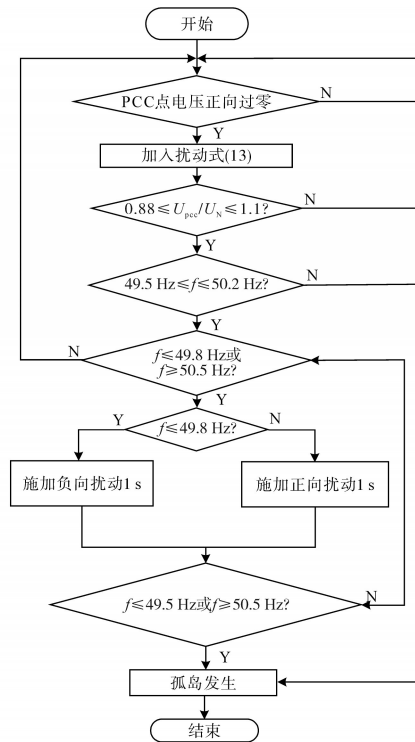 开始
PCC点电压正向过零
N
Y
加入扰动式(13)
0.88≤U_pcc/U_N≤1.1?
N
Y
49.5 Hz≤f≤50.2 Hz?
N
Y
f≤49.8 Hz或
f≥50.5 Hz?
N
Y
f≤49.8 Hz?
Y
N
施加负向扰动1 s
施加正向扰动1 s
f≤49.5 Hz或f≥50.5 Hz?
N
Y
孤岛发生
结束